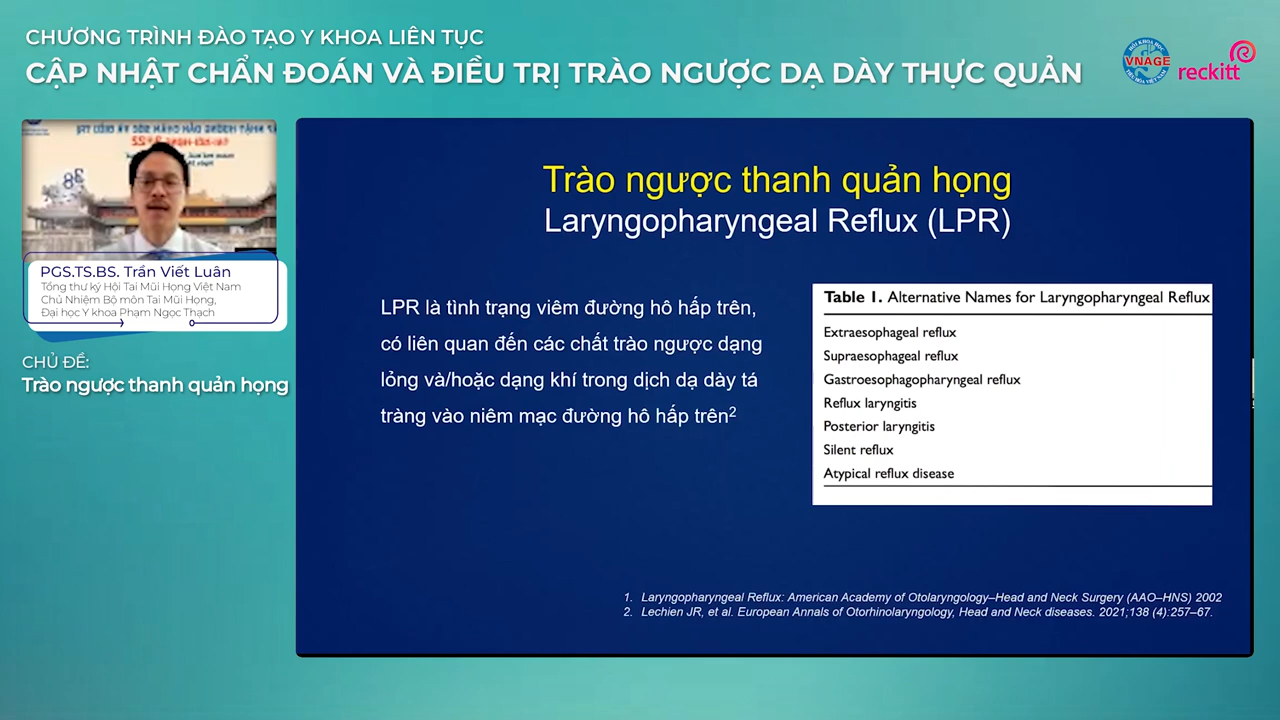 CHƯƠNG TRÌNH ĐÀO TẠO Y KHOA LIÊN TỤC
CẬP NHẬT CHẨN ĐOÁN VÀ ĐIỀU TRỊ TRÀO NGƯỢC DẠ DÀY THỰC QUẢN
VNAGE
reckitt
PGS.TS.BS. Trần Viết Luân
Tổng thư ký Hội Tai Mũi Họng Việt Nam
Chủ Nhiệm Bộ môn Tai Mũi Họng,
Đại học Y khoa Phạm Ngọc Thạch
CHỦ ĐỀ:
Trào ngược thanh quản họng
Trào ngược thanh quản họng
Laryngopharyngeal Reflux (LPR)
LPR là tình trạng viêm đường hô hấp trên,
có liên quan đến các chất trào ngược dạng
lỏng và/hoặc dạng khí trong dịch dạ dày tá
tràng vào niêm mạc đường hô hấp trên2
Table 1. Alternative Names for Laryngopharyngeal Reflux
Extraesophageal reflux
Supraesophageal reflux
Gastroesophagopharyngeal reflux
Reflux laryngitis
Posterior laryngitis
Silent reflux
Atypical reflux disease
1. Laryngopharyngeal Reflux: American Academy of Otolaryngology–Head and Neck Surgery (AAO–HNS) 2002
2. Lechien JR, et al. European Annals of Otorhinolaryngology, Head and Neck diseases. 2021;138 (4):257–67.